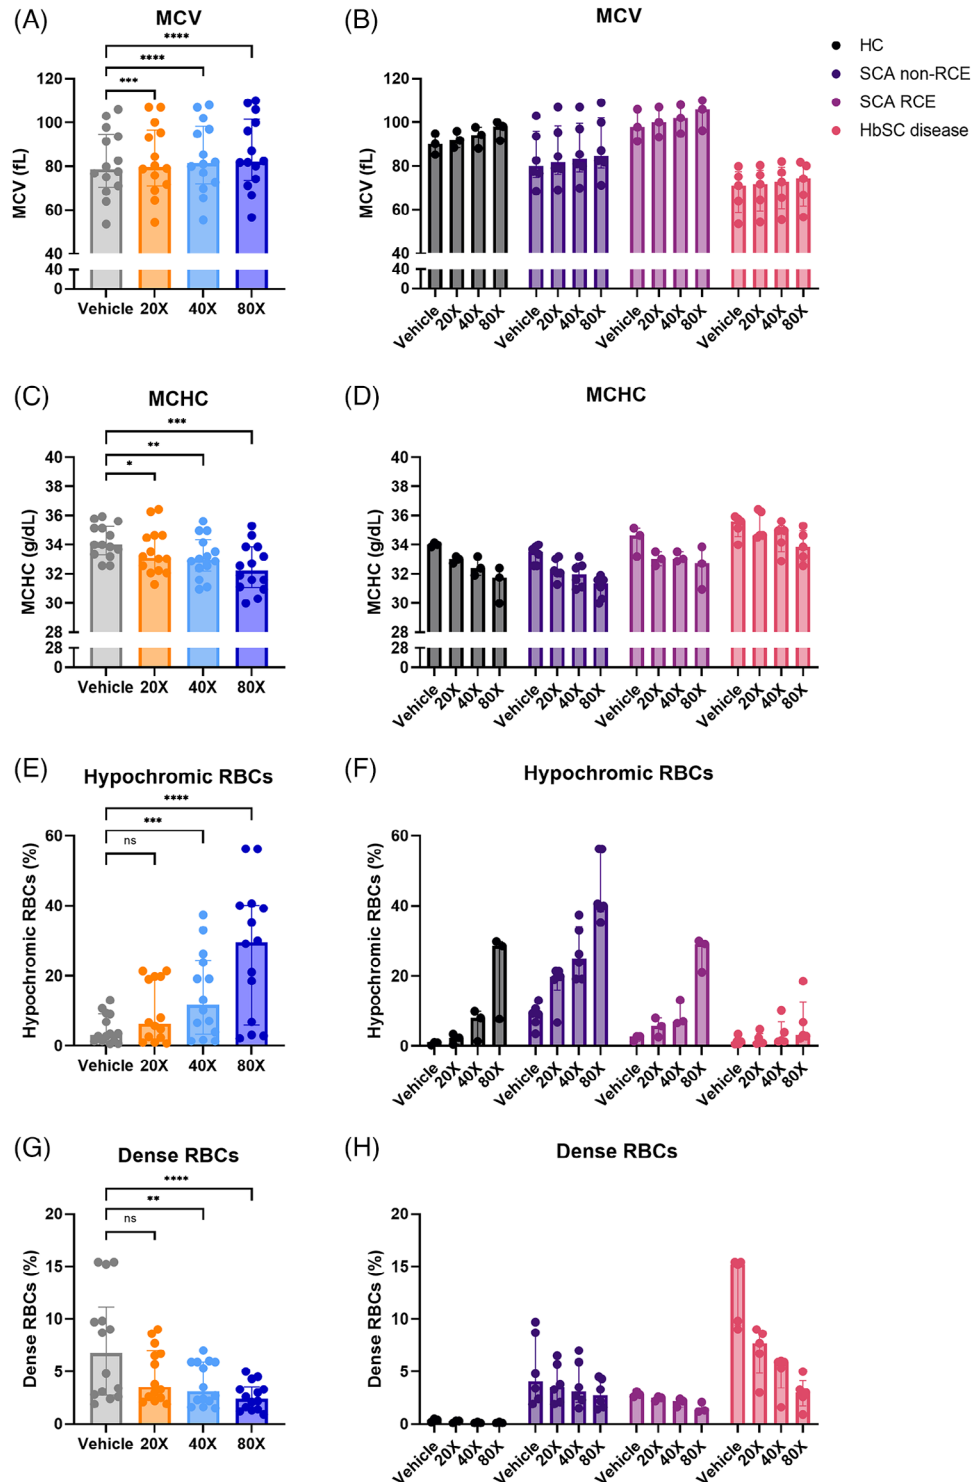 (A)
MCV
****
****
***
MCV (fL)
120
100
80
60
40
40
0
Vehicle 20X 40X 80X
(B)
MCV
MCV (fL)
120
100
80
60
40
40
0
Vehicle 20X 40X 80X Vehicle 20X 40X 80X Vehicle 20X 40X 80X Vehicle 20X 40X 80X
HC
SCA non-RCE
SCA RCE
HbSC disease
(C)
MCHC
***
**
*
MCHC (g/dL)
40
38
36
34
32
30
28
28
0
Vehicle 20X 40X 80X
(D)
MCHC
MCHC (g/dL)
40
38
36
34
32
30
28
28
0
Vehicle 20X 40X 80X Vehicle 20X 40X 80X Vehicle 20X 40X 80X Vehicle 20X 40X 80X
(E)
Hypochromic RBCs
****
***
ns
Hypochromic RBCs (%)
60
40
20
0
Vehicle 20X 40X 80X
(F)
Hypochromic RBCs
Hypochromic RBCs (%)
60
40
20
0
Vehicle 20X 40X 80X Vehicle 20X 40X 80X Vehicle 20X 40X 80X Vehicle 20X 40X 80X
(G)
Dense RBCs
****
**
ns
Dense RBCs (%)
20
15
10
5
0
Vehicle 20X 40X 80X
(H)
Dense RBCs
Dense RBCs (%)
20
15
10
5
0
Vehicle 20X 40X 80X Vehicle 20X 40X 80X Vehicle 20X 40X 80X Vehicle 20X 40X 80X